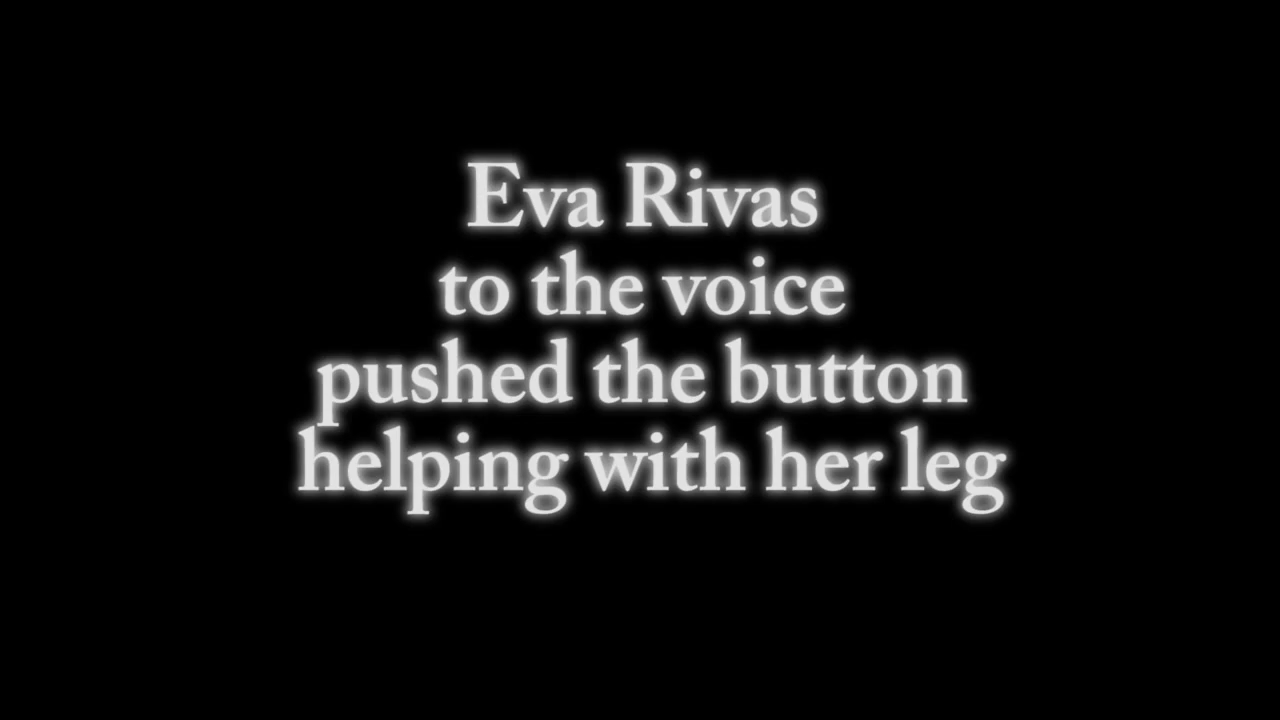 Eva Rivas
to the voice
pushed the button
helping with her leg